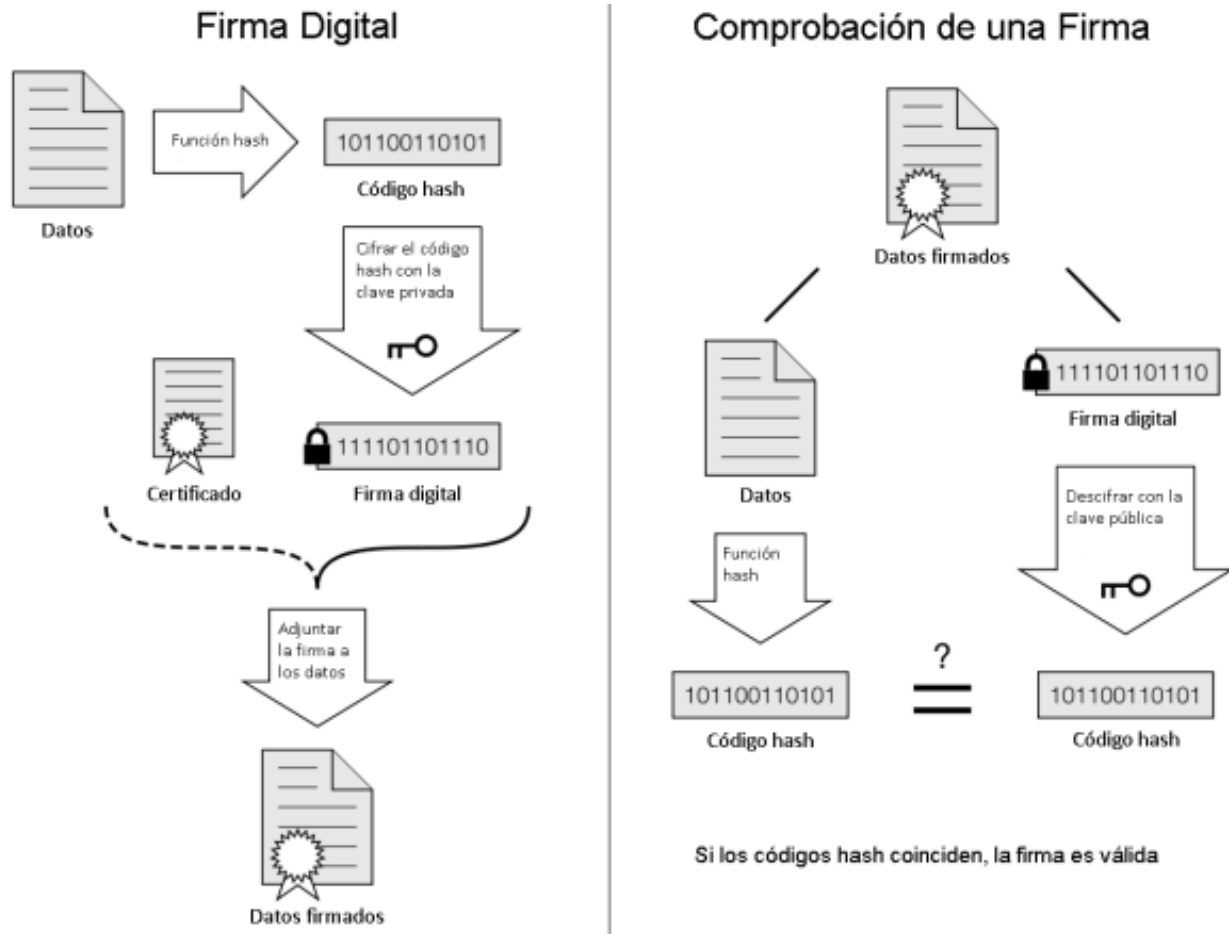 Firma Digital
Datos
Función hash
101100110101
Código hash
Cifrar el código
hash con la
clave privada
Certificado
111101101110
Firma digital
Adjuntar
la firma a
los datos
Datos firmados
Comprobación de una Firma
Datos firmados
Datos
111101101110
Firma digital
Función
hash
Descifrar con la
clave pública
101100110101
Código hash
?
=
101100110101
Código hash
Si los códigos hash coinciden, la firma es válida